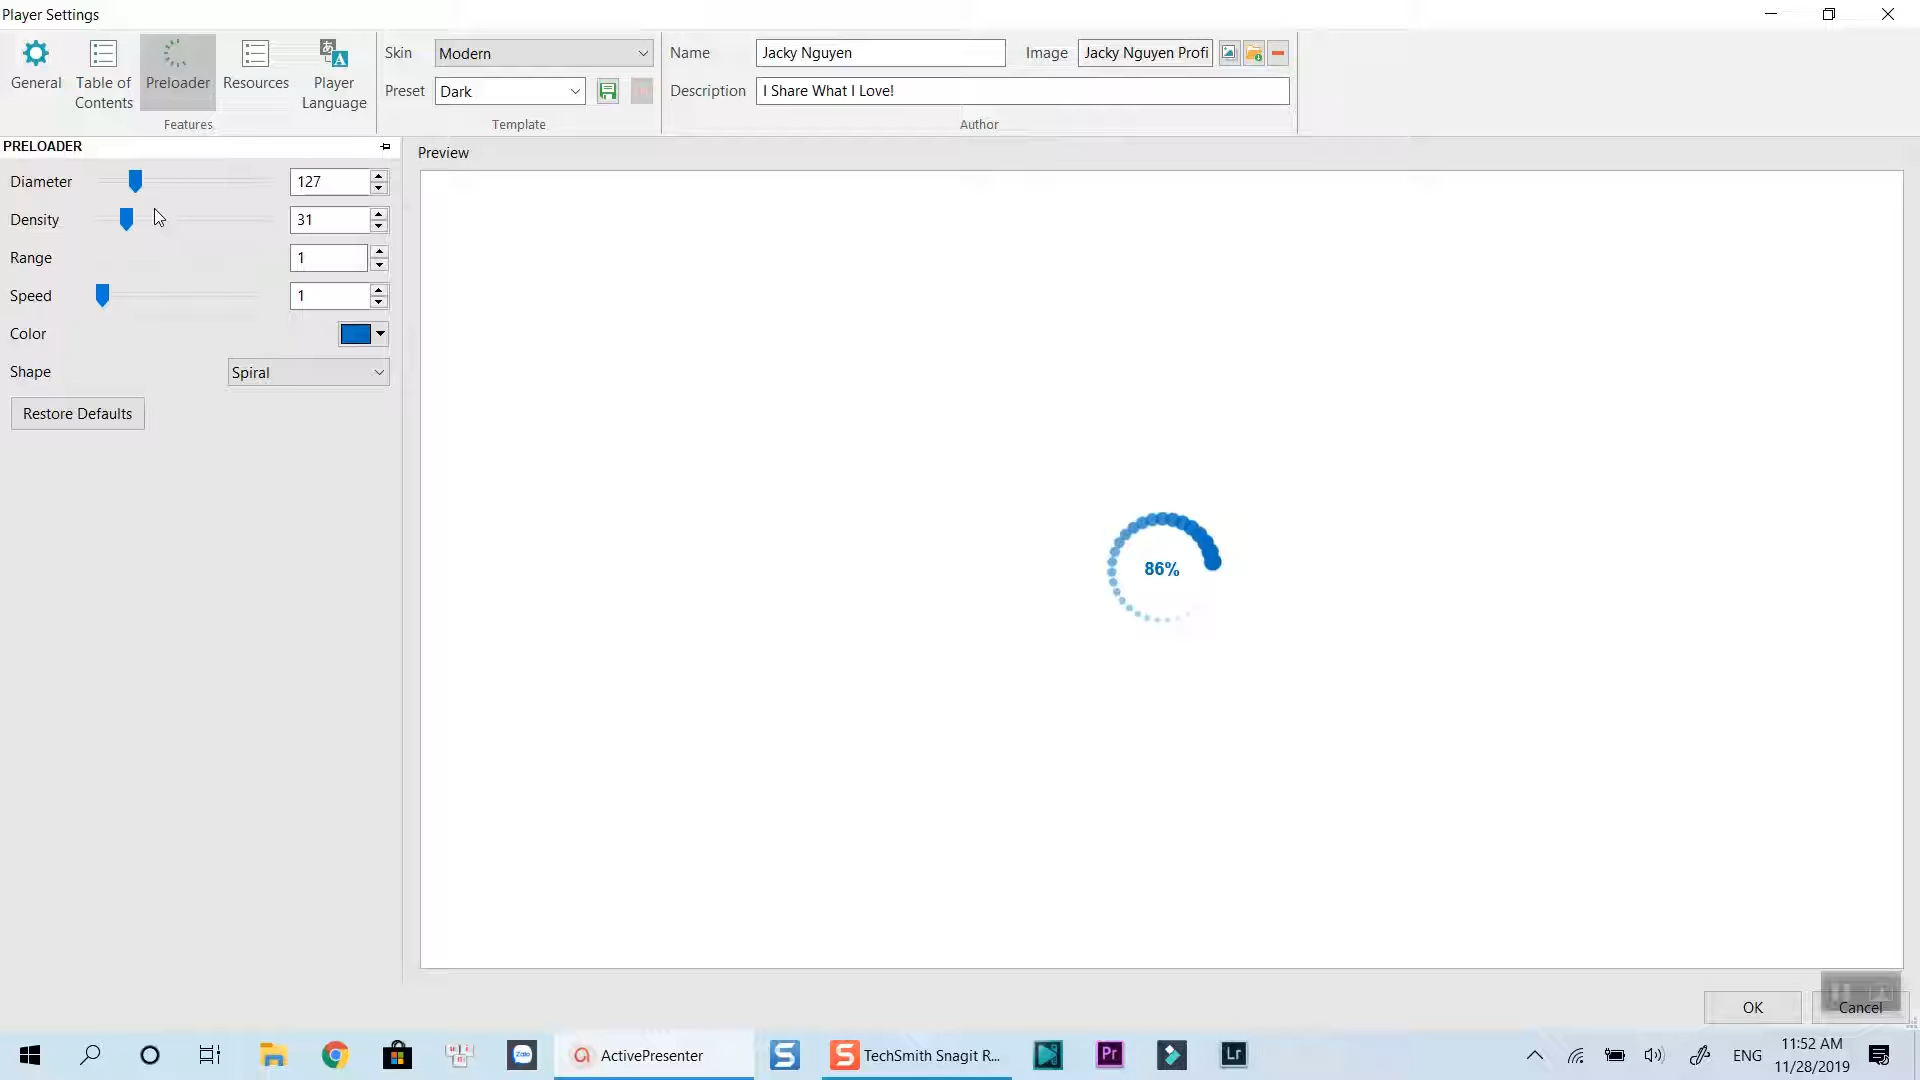 Player Settings
General
Table of Contents
Preloader
Resources
Player Language
Features
Skin
Modern
Preset
Dark
Template
Name
Jacky Nguyen
Image
Jacky Nguyen Profi
Description
I Share What I Love!
Author
PRELOADER
Diameter
127
Density
31
Range
1
Speed
1
Color
Shape
Spiral
Restore Defaults
Preview
86%
OK
Cancel
Zalo
ActivePresenter
S
S
TechSmith Snagit R...
Pr
Lr
ENG
11:52 AM
11/28/2019